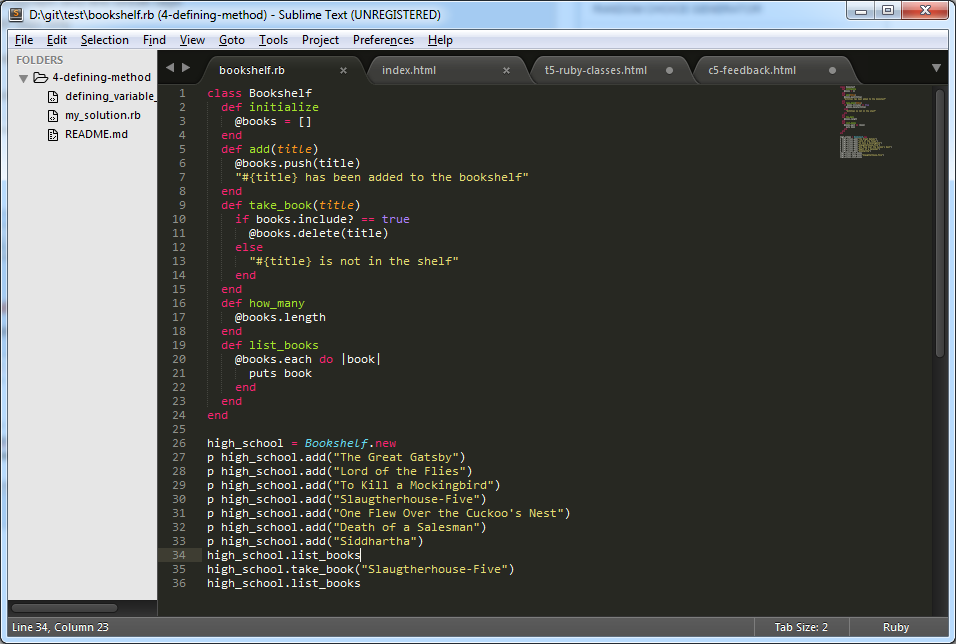 D:\git\test\bookshelf.rb (4-defining-method) - Sublime Text (UNREGISTERED)
File Edit Selection Find View Goto Tools Project Preferences Help
FOLDERS
4-defining-method
defining_variable_
my_solution.rb
README.md
bookshelf.rb × index.html × t5-ruby-classes.html c5-feedback.html
1 class Bookshelf
2 def initialize
3 @books = []
4 end
5 def add(title)
6 @books.push(title)
7 "#{title} has been added to the bookshelf"
8 end
9 def take_book(title)
10 if books.include? == true
11 @books.delete(title)
12 else
13 "#{title} is not in the shelf"
14 end
15 end
16 def how_many
17 @books.length
18 end
19 def list_books
20 @books.each do |book|
21 puts book
22 end
23 end
24 end
25
26 high_school = Bookshelf.new
27 p high_school.add("The Great Gatsby")
28 p high_school.add("Lord of the Flies")
29 p high_school.add("To Kill a Mockingbird")
30 p high_school.add("Slaugtherhouse-Five")
31 p high_school.add("One Flew Over the Cuckoo's Nest")
32 p high_school.add("Death of a Salesman")
33 p high_school.add("Siddhartha")
34 high_school.list_books
35 high_school.take_book("Slaugtherhouse-Five")
36 high_school.list_books
Line 34, Column 23 Tab Size: 2 Ruby